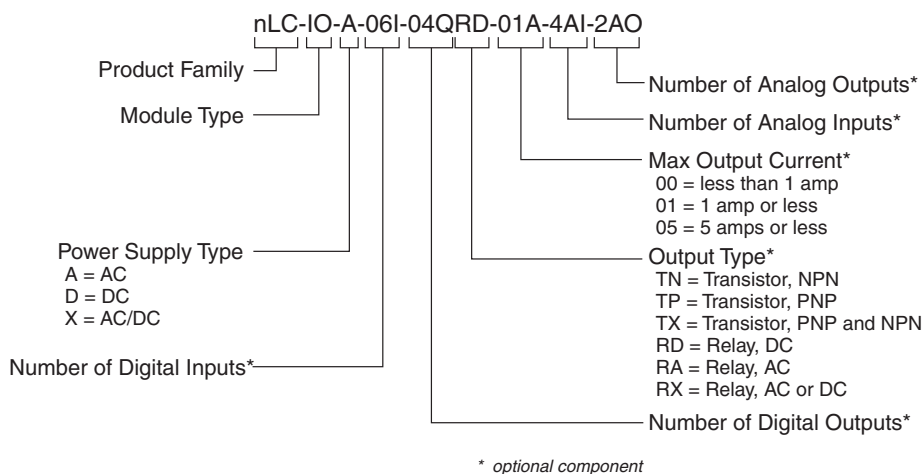 nLC-IO-A-06I-04QRD-01A-4AI-2AO
Product Family
Module Type
Power Supply Type
A = AC
D = DC
X = AC/DC
Number of Digital Inputs*
Number of Analog Outputs*
Number of Analog Inputs*
Max Output Current*
00 = less than 1 amp
01 = 1 amp or less
05 = 5 amps or less
Output Type*
TN = Transistor, NPN
TP = Transistor, PNP
TX = Transistor, PNP and NPN
RD = Relay, DC
RA = Relay, AC
RX = Relay, AC or DC
Number of Digital Outputs*
* optional component